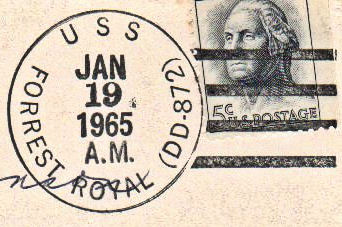 USS
FORREST ROYAL (DD-872)
JAN
19
1965
A.M.
5c
U.S. POSTAGE